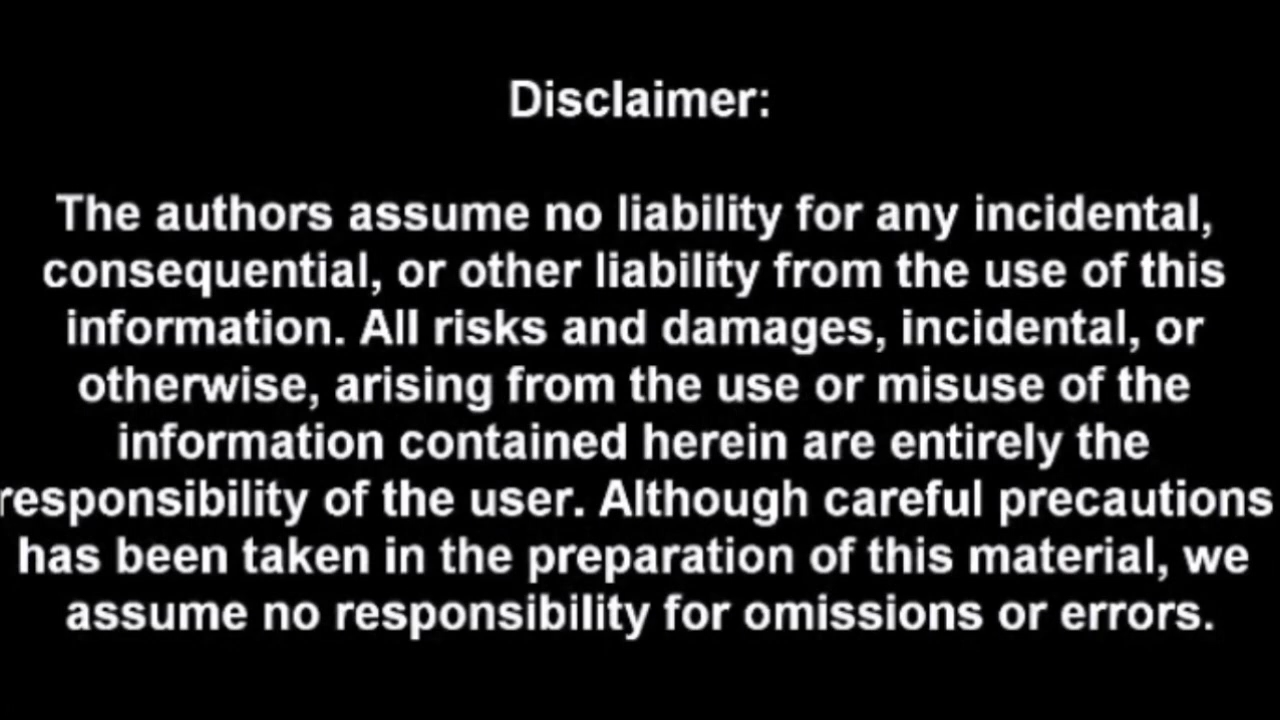 Disclaimer:
The authors assume no liability for any incidental,
consequential, or other liability from the use of this
information. All risks and damages, incidental, or
otherwise, arising from the use or misuse of the
information contained herein are entirely the
responsibility of the user. Although careful precautions
has been taken in the preparation of this material, we
assume no responsibility for omissions or errors.